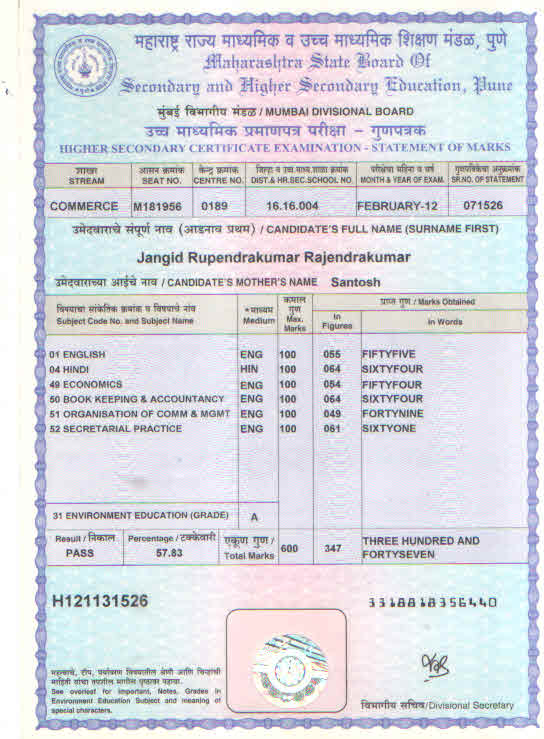 महाराष्ट्र राज्य माध्यमिक व उच्च माध्यमिक शिक्षण मंडळ, पुणे
Maharashtra State Board Of
Secondary and Higher Secondary Education, Pune
मुंबई विभागीय मंडळ / MUMBAI DIVISIONAL BOARD
उच्च माध्यमिक प्रमाणपत्र परीक्षा – गुणपत्रक
HIGHER SECONDARY CERTIFICATE EXAMINATION - STATEMENT OF MARKS
शाखा आसन क्रमांक केन्द्र क्रमांक जिल्हा व उच्च माध्य.शाळा क्रमांक परीक्षेचा महिना व वर्ष गुणपत्रिकेचा अनुक्रमांक
STREAM SEAT NO. CENTRE NO. DIST.& HR.SEC.SCHOOL NO. MONTH & YEAR OF EXAM. SR.NO. OF STATEMENT
COMMERCE M181956 0189 16.16.004 FEBRUARY-12 071526
उमेदवाराचे संपूर्ण नाव (आडनाव प्रथम) / CANDIDATE'S FULL NAME (SURNAME FIRST)
Jangid Rupendrakumar Rajendrakumar
उमेदवाराच्या आईचे नाव / CANDIDATE'S MOTHER'S NAME Santosh
विषयाचा सांकेतिक क्रमांक व विषयाचे नांव
Subject Code No. and Subject Name
* माध्यम
Medium
कमाल
गुण
Max.
Marks
प्राप्त गुण / Marks Obtained
In
Figures
In Words
01 ENGLISH ENG 100 055 FIFTYFIVE
04 HINDI HIN 100 064 SIXTYFOUR
49 ECONOMICS ENG 100 054 FIFTYFOUR
50 BOOK KEEPING & ACCOUNTANCY ENG 100 064 SIXTYFOUR
51 ORGANISATION OF COMM & MGMT ENG 100 049 FORTYNINE
52 SECRETARIAL PRACTICE ENG 100 061 SIXTYONE
31 ENVIRONMENT EDUCATION (GRADE) A
Result / निकाल
PASS
Percentage / टक्केवारी
57.83
एकूण गुण /
Total Marks
600 347
THREE HUNDRED AND
FORTYSEVEN
H121131526
3318818356440
महत्वाचे, टीप, पर्यावरण विषयातील श्रेणी आणि चिन्हांची
माहिती यांचा तपशील मागील पृष्ठावर पहावा.
See overleaf for important, Notes, Grades in
Environment Education Subject and meaning of
special characters.
विभागीय सचिव/Divisional Secretary